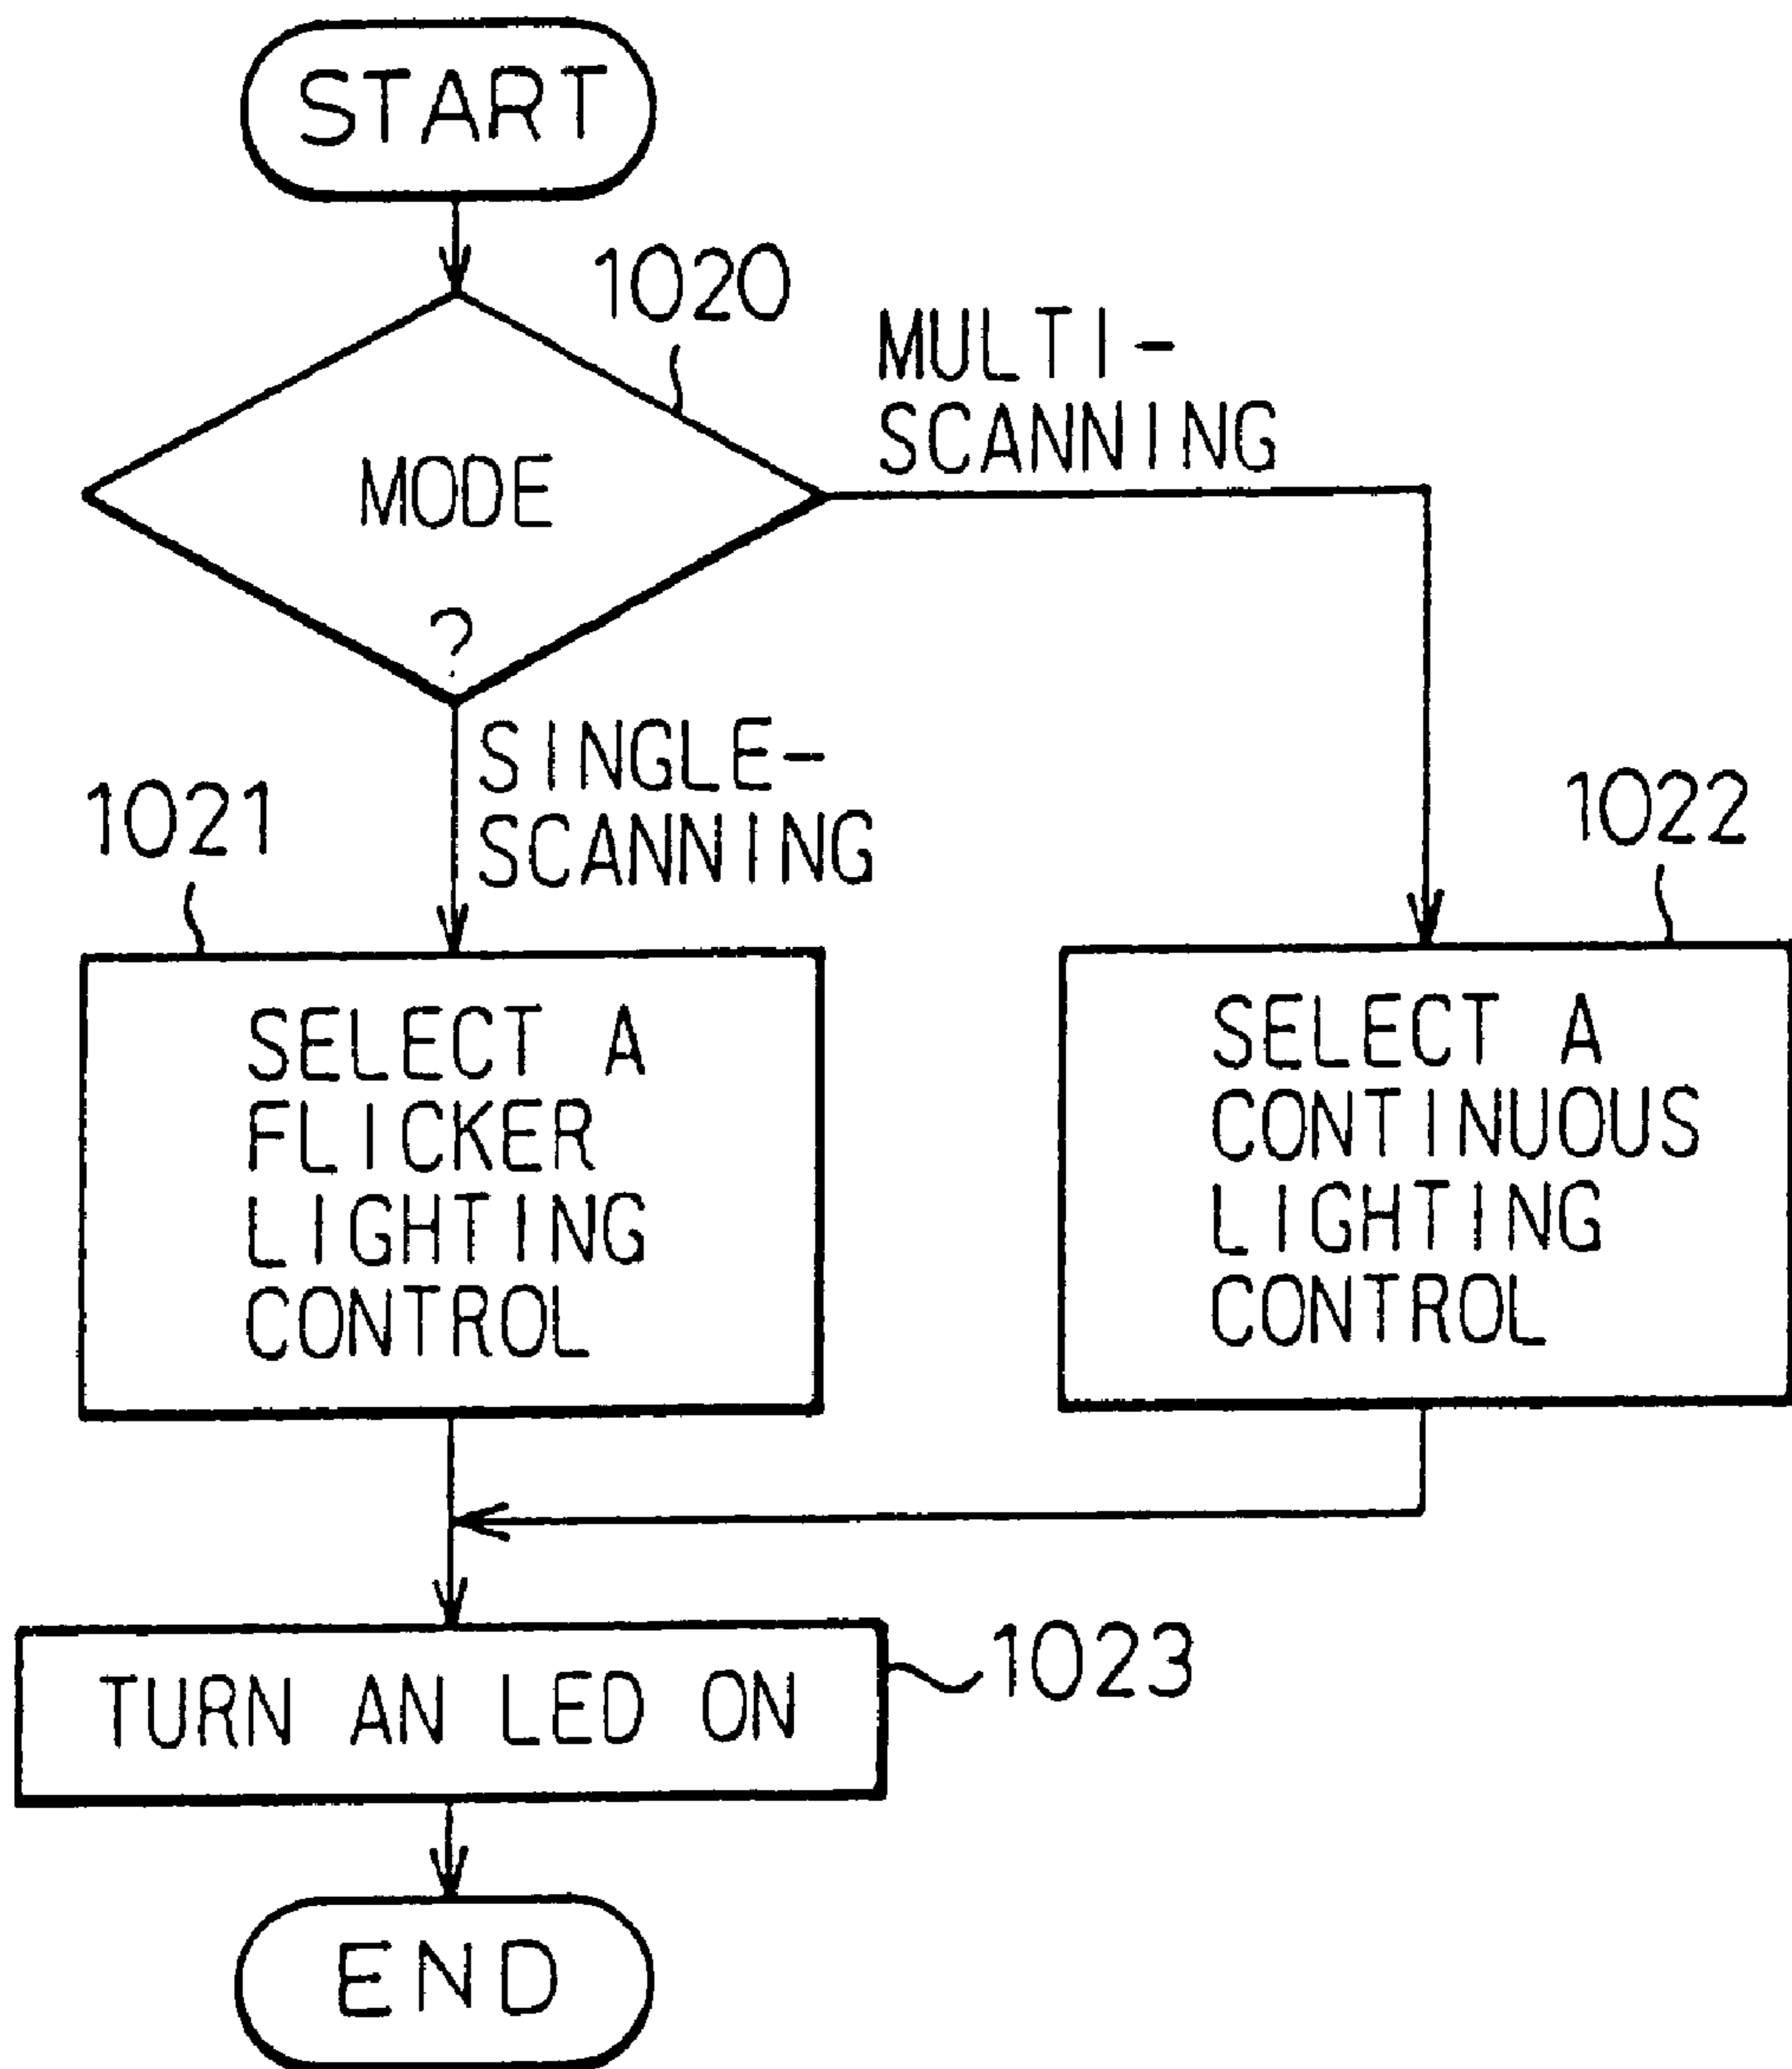 START
1020
MULTI-
SCANNING
MODE
?
SINGLE-
SCANNING
1021
1022
SELECT A
FLICKER
LIGHTING
CONTROL
SELECT A
CONTINUOUS
LIGHTING
CONTROL
TURN AN LED ON
1023
END